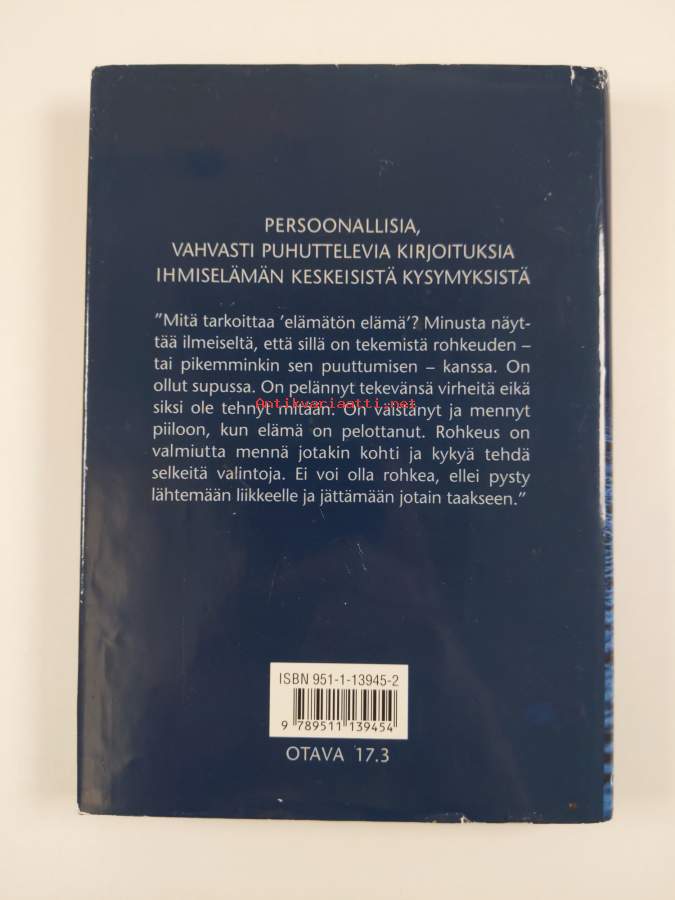 PERSOONALLISIA,
VAHVASTI PUHUTTELEVIA KIRJOITUKSIA
IHMISELÄMÄN KESKEISISTÄ KYSYMYKSISTÄ
”Mitä tarkoittaa ’elämätön elämä’? Minusta näyt-
tää ilmeiseltä, että sillä on tekemistä rohkeuden –
tai pikemminkin sen puuttumisen – kanssa. On
ollut supussa. On pelännyt tekevänsä virheitä eikä
siksi ole tehnyt mitään. On väistänyt ja mennyt
Antikvariaatti.net
piiloon, kun elämä on pelottanut. Rohkeus on
valmiutta mennä jotakin kohti ja kykyä tehdä
selkeitä valintoja. Ei voi olla rohkea, ellei pysty
lähtemään liikkeelle ja jättämään jotain taakseen.”
ISBN 951-1-13945-2
9 789511 139454
OTAVA 17.3